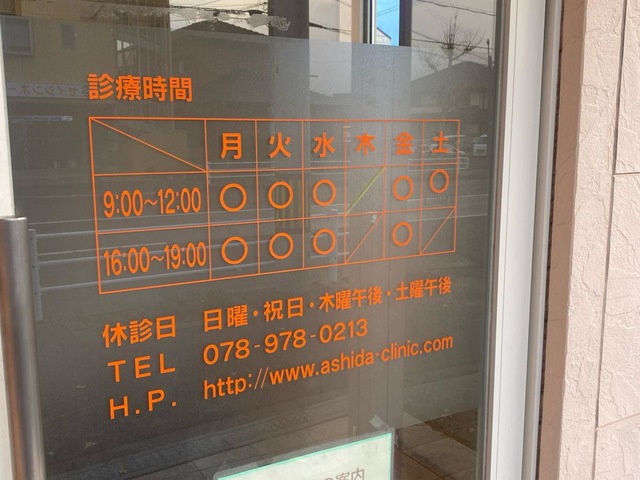 診療時間
月 火 水 木 金 土
9:00~12:00 〇 〇 〇 / 〇 〇
16:00~19:00 〇 〇 〇 / 〇 /
休診日 日曜・祝日・木曜午後・土曜午後
TEL 078-978-0213
H.P. http://www.ashida-clinic.com
案内